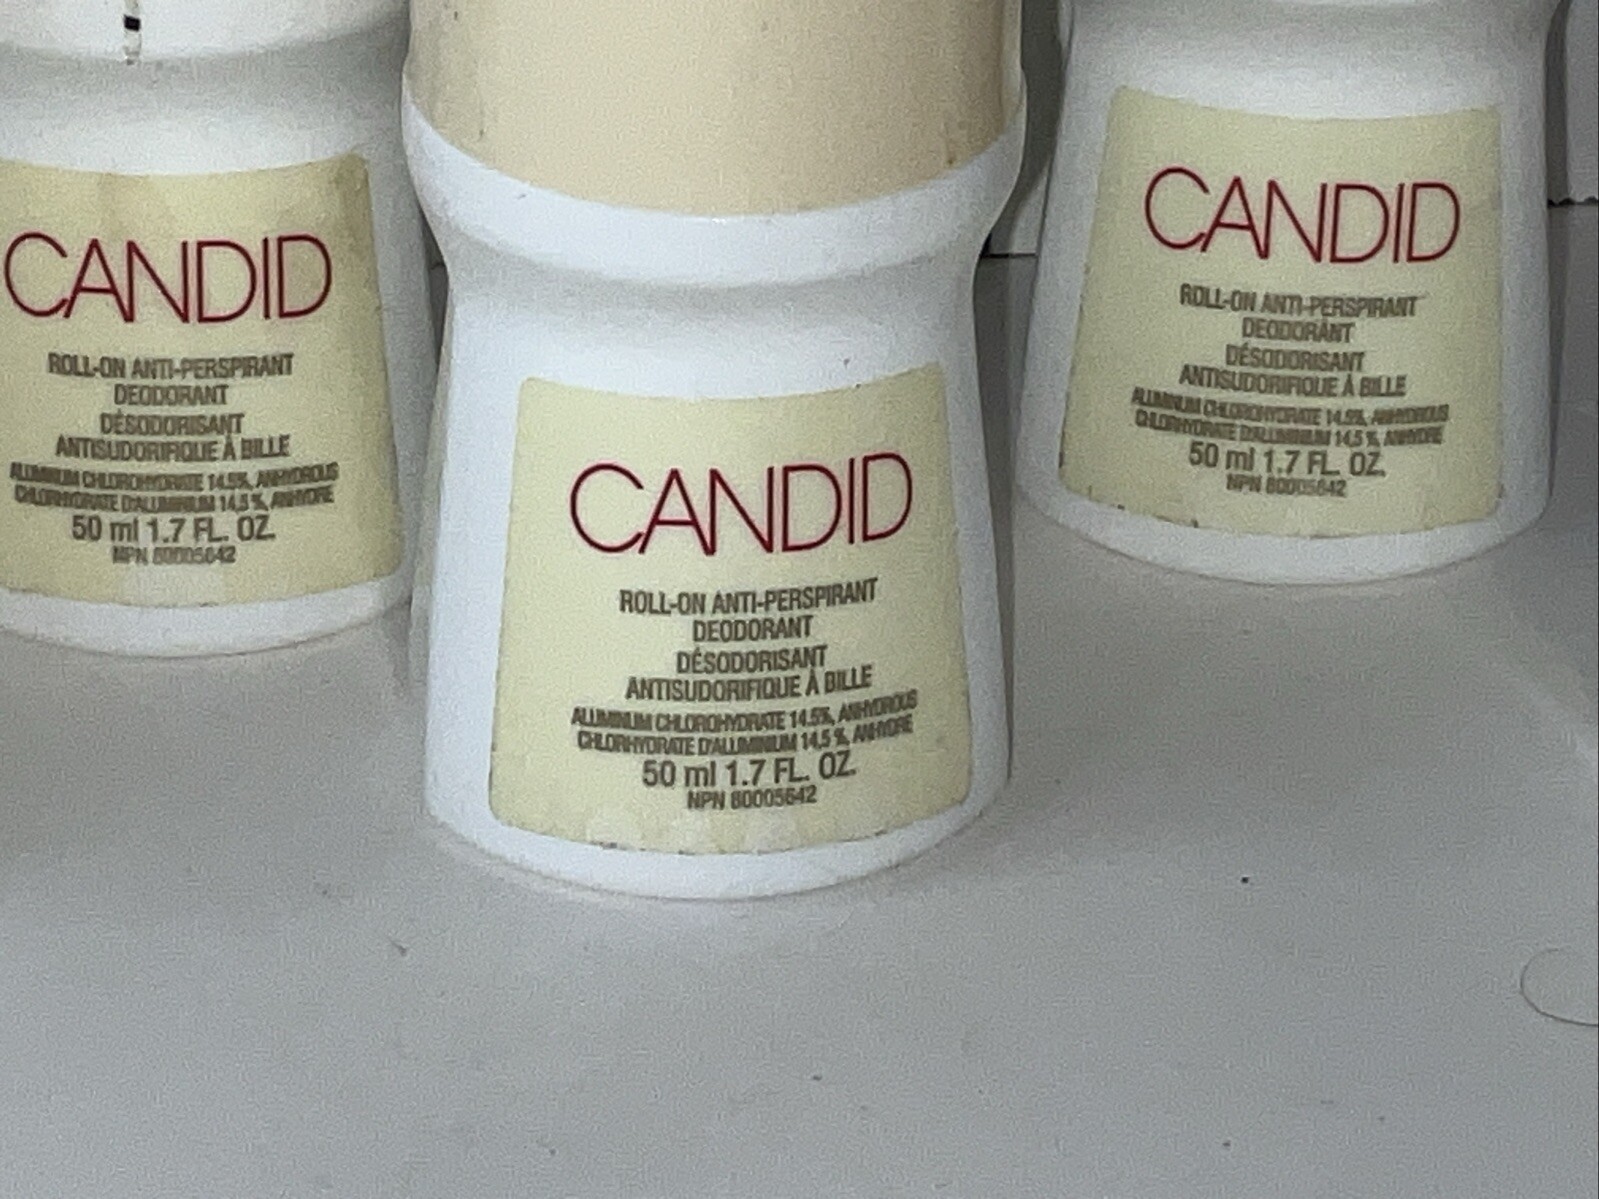 CANDID
ROLL-ON ANTI-PERSPIRANT
DEODORANT
DÉSODORISANT
ANTISUDORIFIQUE À BILLE
ALUMINUM CHLOROHYDRATE 14.5%, ANHYDROUS
CHLORHYDRATE D'ALUMINIUM 14,5 %, ANHYDRE
50 ml 1.7 FL. OZ.
NPN 80005642
CANDID
ROLL-ON ANTI-PERSPIRANT
DEODORANT
DÉSODORISANT
ANTISUDORIFIQUE À BILLE
ALUMINUM CHLOROHYDRATE 14.5%, ANHYDROUS
CHLORHYDRATE D'ALUMINIUM 14,5 %, ANHYDRE
50 ml 1.7 FL. OZ.
NPN 80005642
CANDID
ROLL-ON ANTI-PERSPIRANT
DEODORANT
DÉSODORISANT
ANTISUDORIFIQUE À BILLE
ALUMINUM CHLOROHYDRATE 14.5%, ANHYDROUS
CHLORHYDRATE D'ALUMINIUM 14,5 %, ANHYDRE
50 ml 1.7 FL. OZ.
NPN 80005642